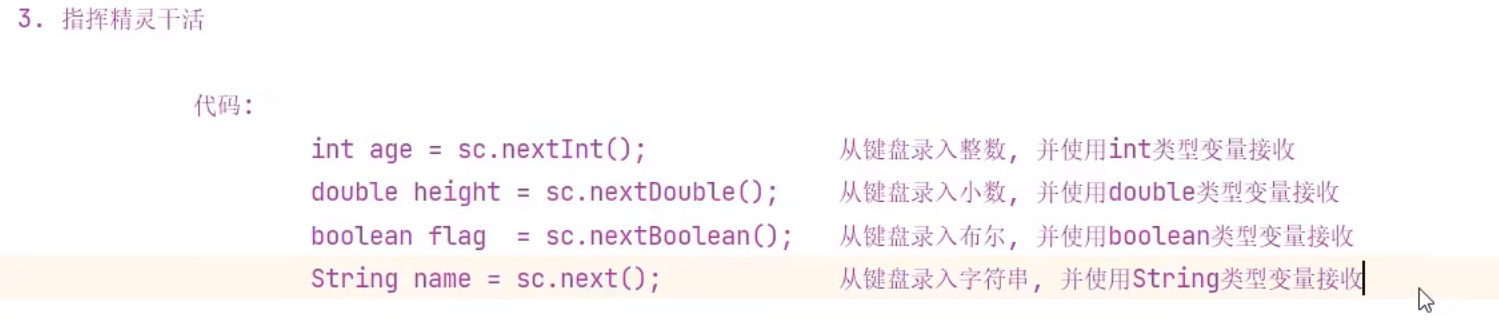 3. 指挥精灵干活
代码:
int age = sc.nextInt(); 从键盘录入整数, 并使用int类型变量接收
double height = sc.nextDouble(); 从键盘录入小数, 并使用double类型变量接收
boolean flag  = sc.nextBoolean(); 从键盘录入布尔, 并使用boolean类型变量接收
String name = sc.next(); 从键盘录入字符串, 并使用String类型变量接收